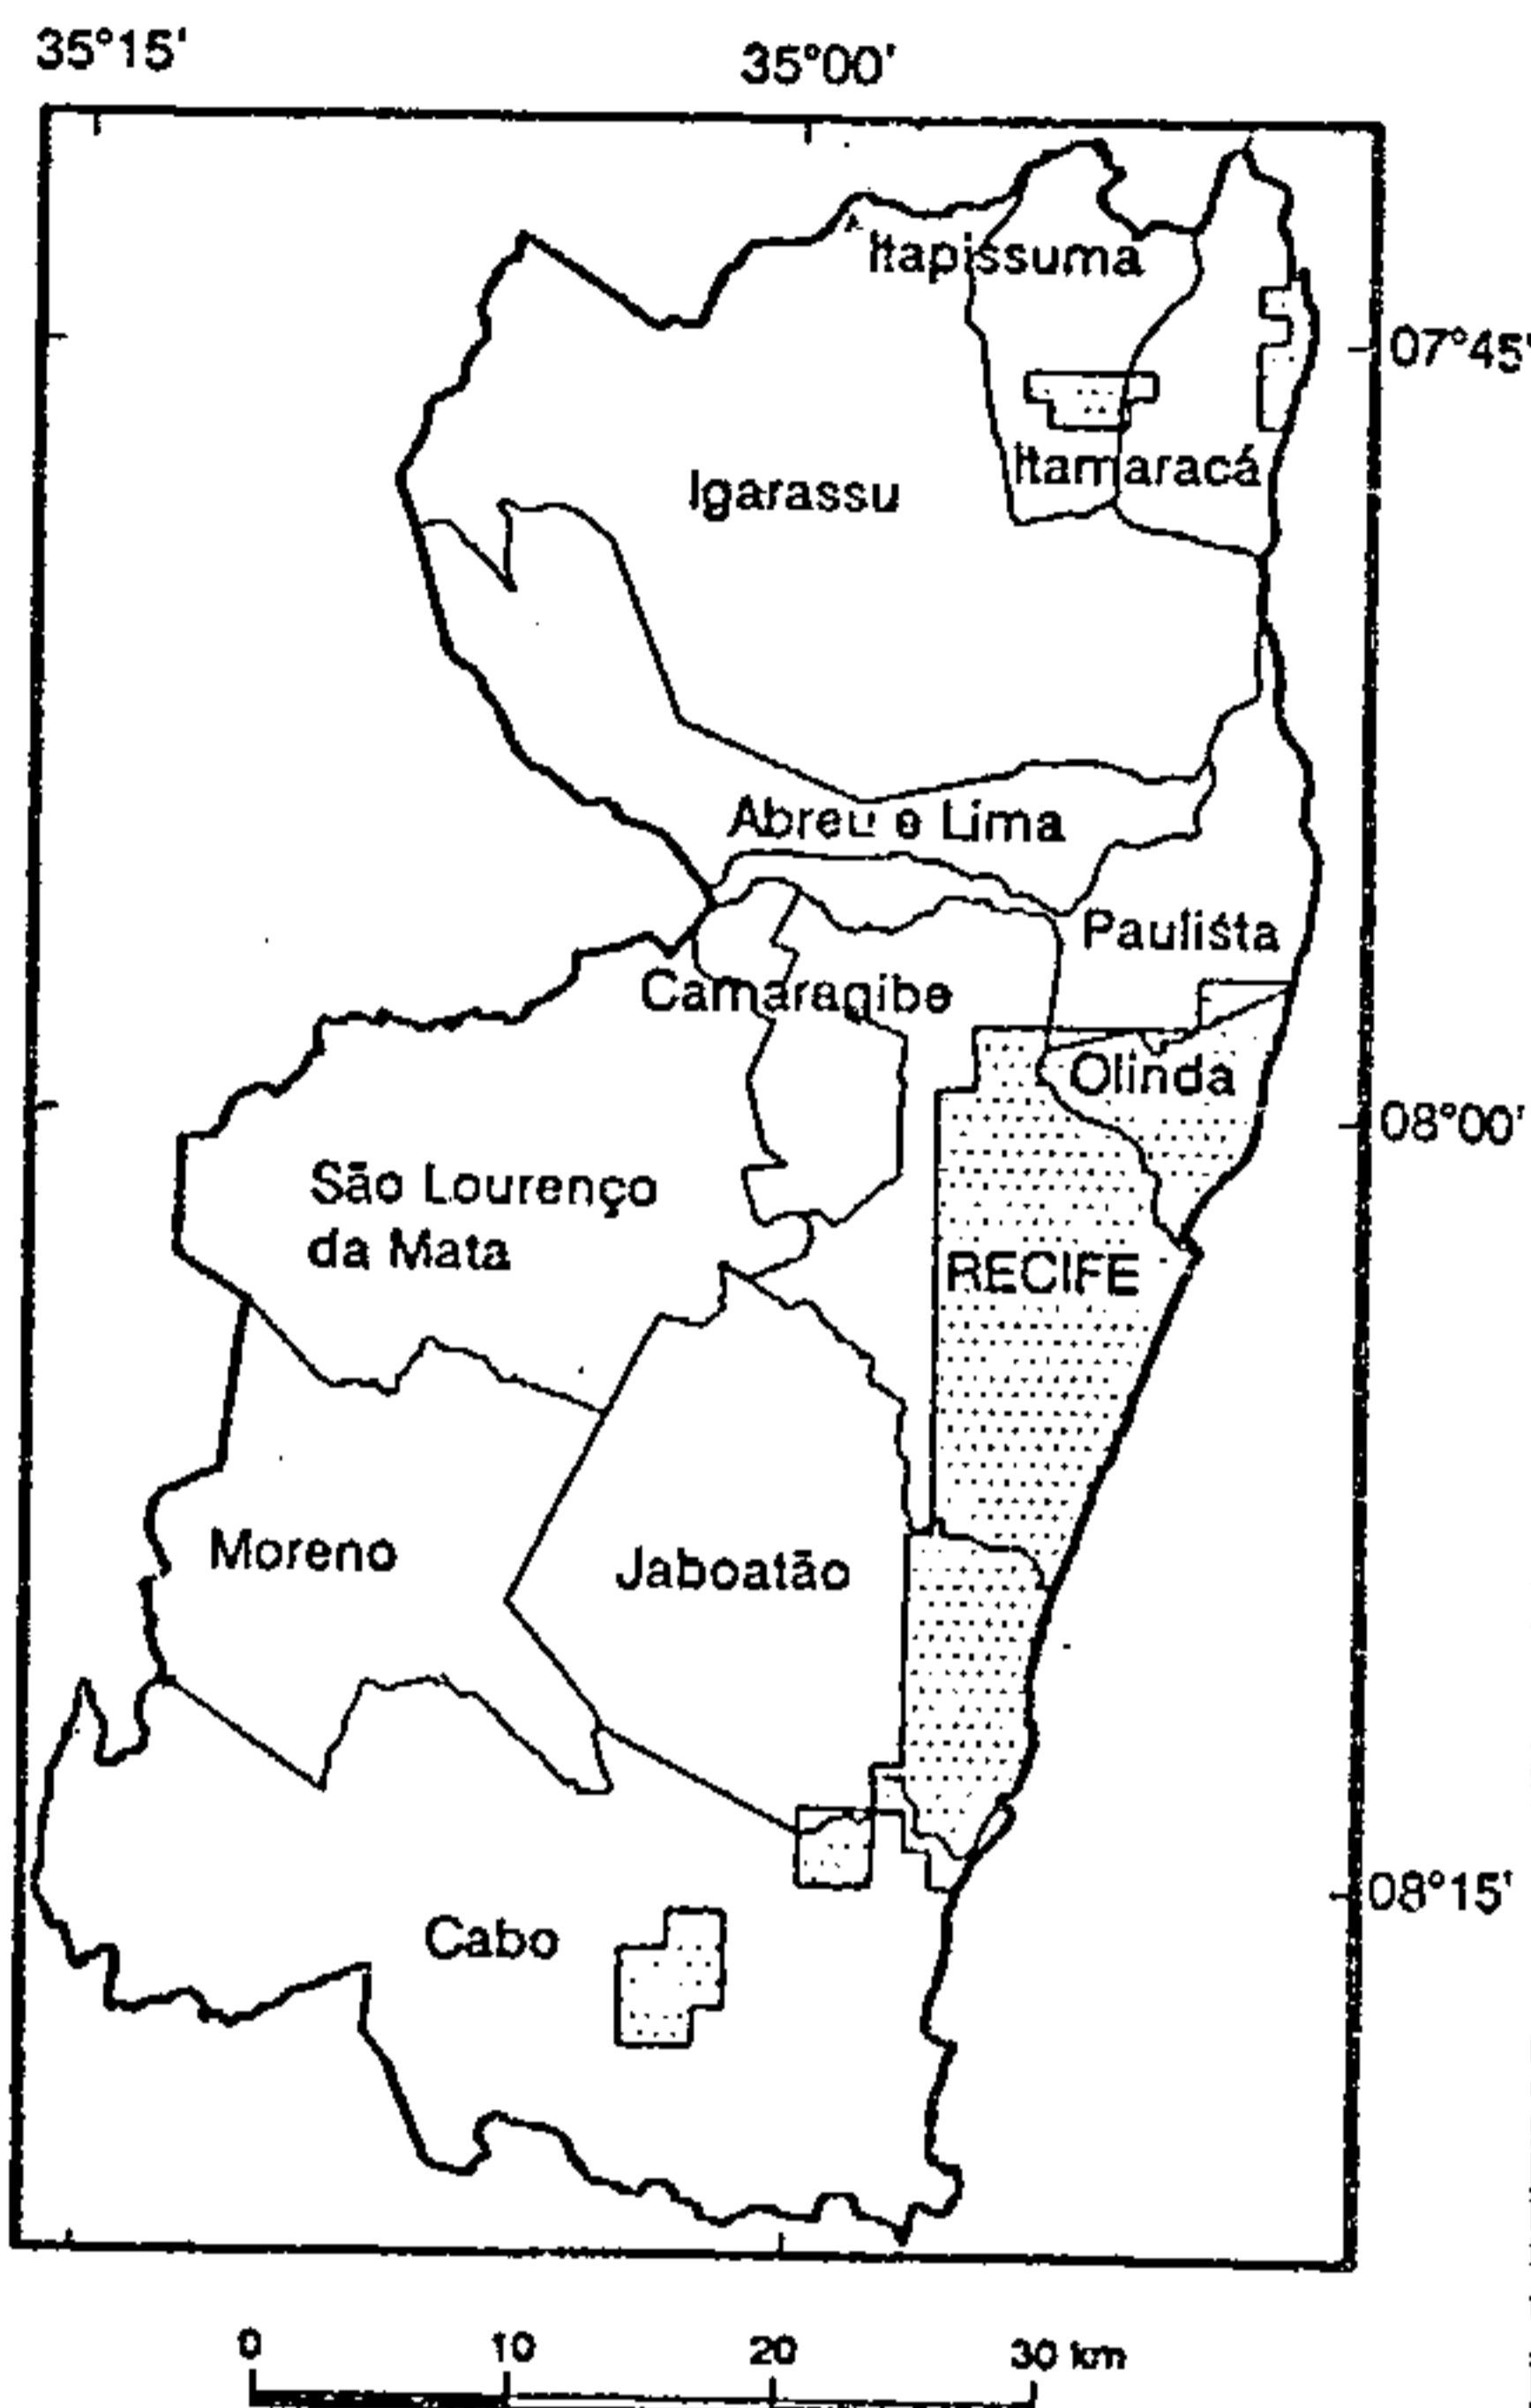 35°15'
35°00'
Itapissuma
07°45'
Itamaracá
Igarassu
Abreu e Lima
Paulista
Camaragibe
Olinda
08°00'
São Lourenço
da Mata
RECIFE
Moreno
Jaboatão
08°15'
Cabo
0 10 20 30 km